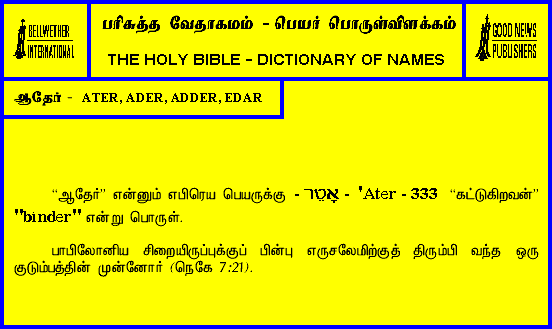 BELLWETHER
INTERNATIONAL
பரிசுத்த வேதாகமம் - பெயர் பொருள்விளக்கம்
THE HOLY BIBLE - DICTIONARY OF NAMES
GOOD NEWS
PUBLISHERS
ஆதேர் - ATER, ADER, ADDER, EDAR
“ஆதேர்” என்னும் எபிரெய பெயருக்கு - אָטֵר - 'Ater - 333 “கட்டுகிறவன்”
"binder" என்று பொருள்.
பாபிலோனிய சிறையிருப்புக்குப் பின்பு எருசலேமிற்குத் திரும்பி வந்த ஒரு
குடும்பத்தின் முன்னோர் (நெகே 7:21).